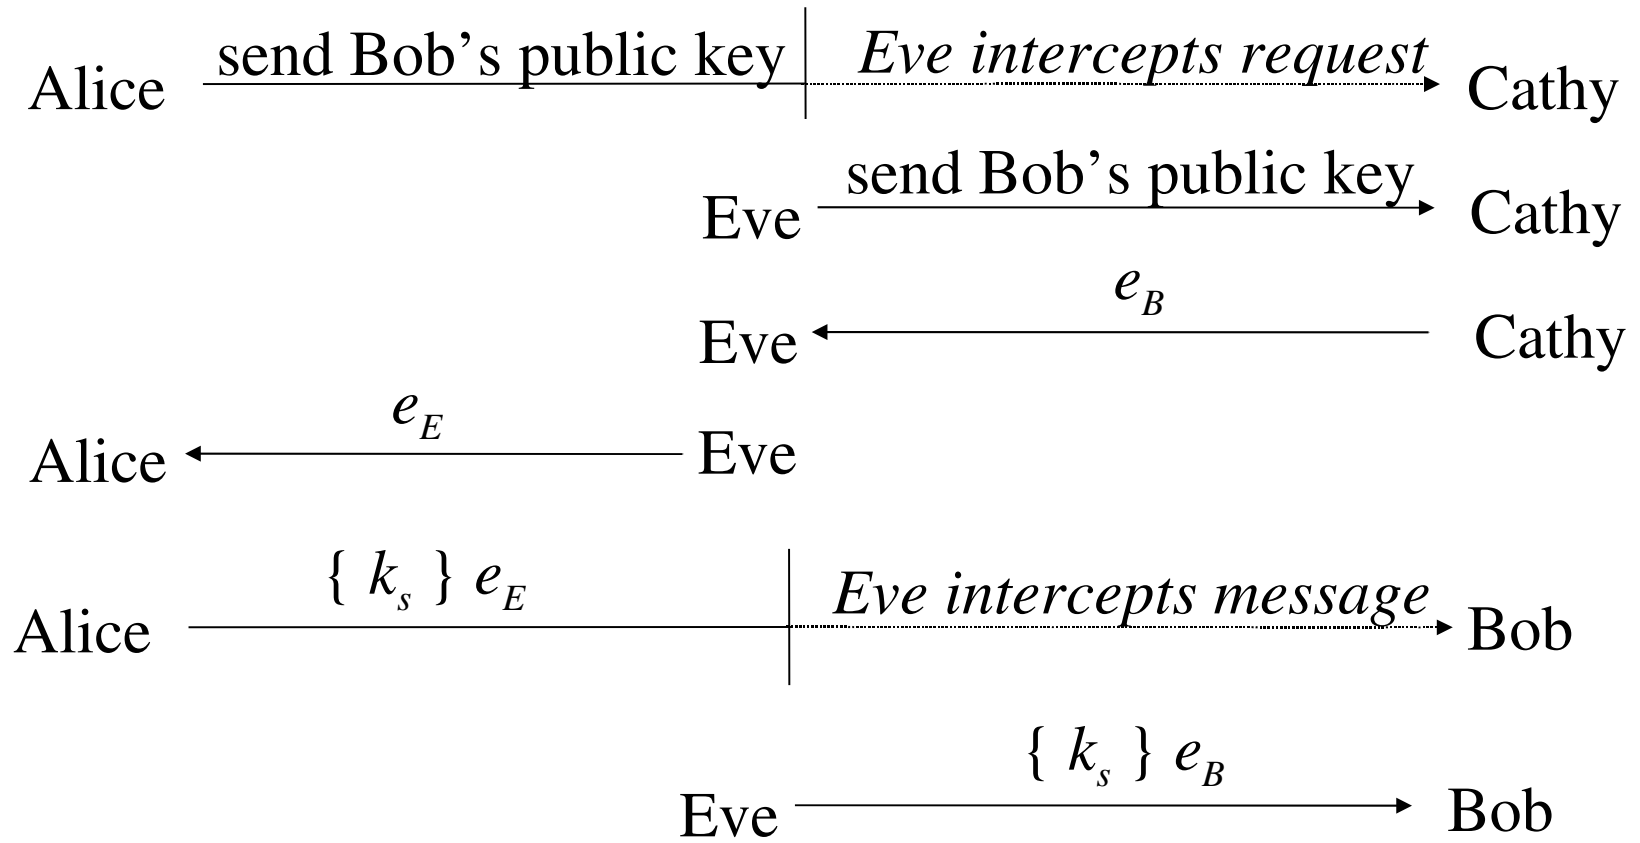 Alice send Bob's public key Eve intercepts request Cathy
Eve send Bob's public key Cathy
Eve e_B Cathy
Alice e_E Eve
Alice { k_s } e_E Eve intercepts message Bob
Eve { k_s } e_B Bob